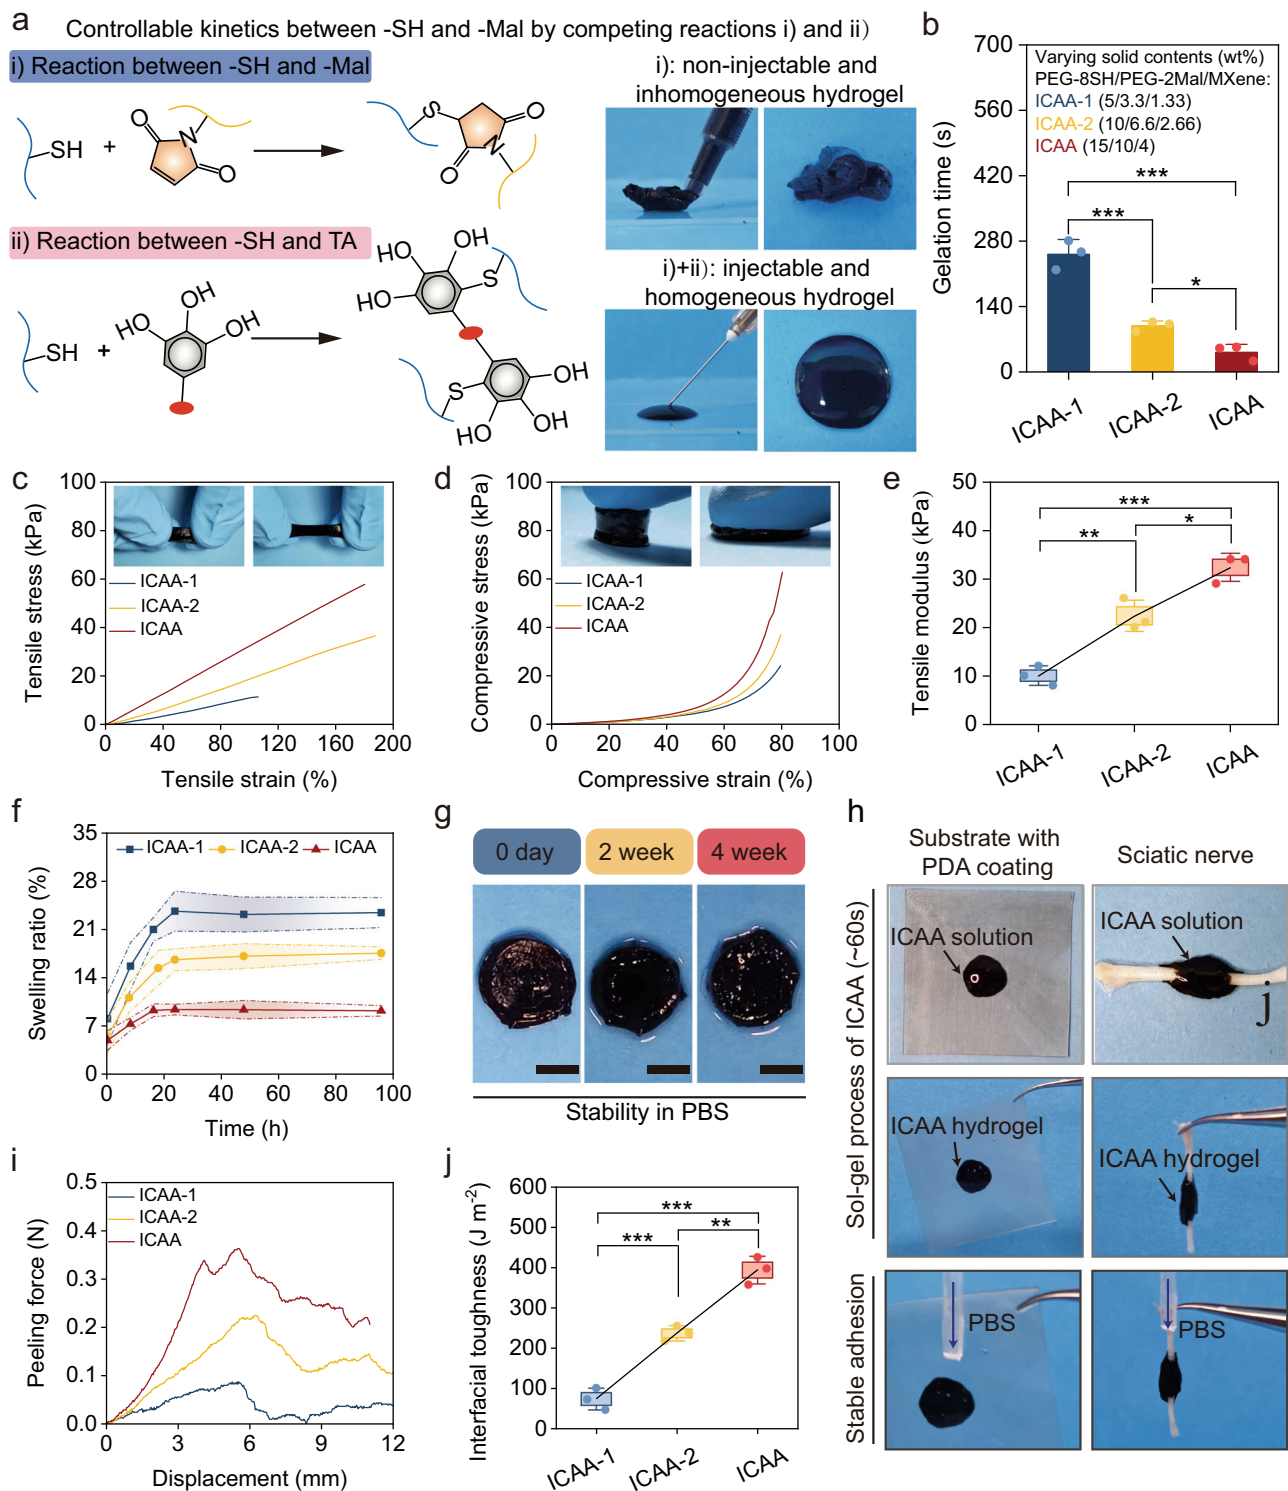 a
Controllable kinetics between -SH and -Mal by competing reactions i) and ii)
i) Reaction between -SH and -Mal
SH
+
O
N
O
S
O
O
N
i): non-injectable and
inhomogeneous hydrogel
ii) Reaction between -SH and TA
SH
+
OH
HO
OH
OH
HO
HO
S
S
OH
OH
HO
i)+ii): injectable and
homogeneous hydrogel
b
Gelation time (s)
700
560
420
280
140
0
Varying solid contents (wt%)
PEG-8SH/PEG-2Mal/MXene:
ICAA-1 (5/3.3/1.33)
ICAA-2 (10/6.6/2.66)
ICAA (15/10/4)
***
***
*
ICAA-1
ICAA-2
ICAA
c
Tensile stress (kPa)
100
80
60
40
20
0
ICAA-1
ICAA-2
ICAA
0 40 80 120 160 200
Tensile strain (%)
d
Compressive stress (kPa)
100
80
60
40
20
0
ICAA-1
ICAA-2
ICAA
0 20 40 60 80 100
Compressive strain (%)
e
Tensile modulus (kPa)
50
40
30
20
10
0
***
**
*
ICAA-1
ICAA-2
ICAA
f
Swelling ratio (%)
35
28
21
14
7
0
ICAA-1 ICAA-2 ICAA
0 20 40 60 80 100
Time (h)
g
0 day 2 week 4 week
Stability in PBS
h
Substrate with
PDA coating
Sciatic nerve
Sol-gel process of ICAA (~60s)
ICAA solution
ICAA solution
j
ICAA hydrogel
ICAA hydrogel
Stable adhesion
PBS
PBS
i
Peeling force (N)
0.5
0.4
0.3
0.2
0.1
0.0
ICAA-1
ICAA-2
ICAA
0 3 6 9 12
Displacement (mm)
j
Interfacial toughness (J m⁻²)
600
500
400
300
200
100
0
***
***
**
ICAA-1
ICAA-2
ICAA